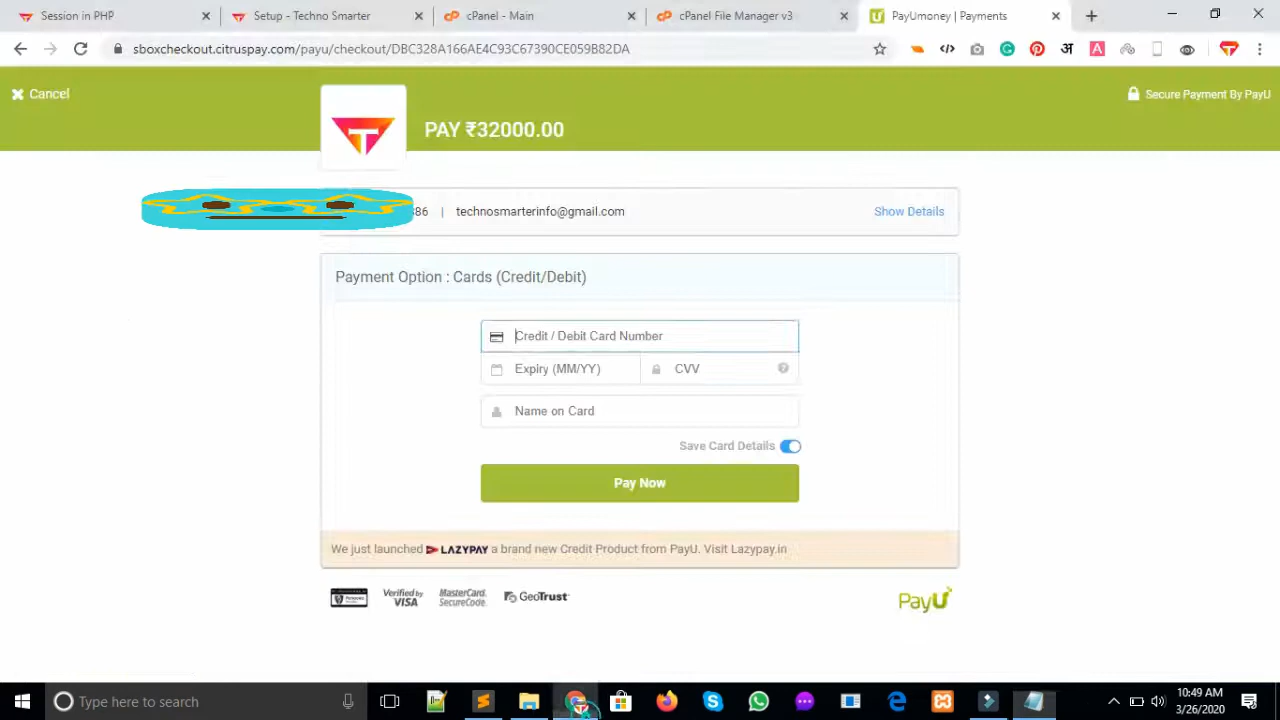 Session in PHP
Setup - Techno Smarter
cPanel - Main
cPanel File Manager v3
PayUmoney | Payments
sboxcheckout.citruspay.com/payu/checkout/DBC328A166AE4C93C67390CE059B82DA
Cancel
PAY ₹32000.00
Secure Payment By PayU
86 | technosmarterinfo@gmail.com
Show Details
Payment Option : Cards (Credit/Debit)
Credit / Debit Card Number
Expiry (MM/YY)
CVV
Name on Card
Save Card Details
Pay Now
We just launched LAZYPAY a brand new Credit Product from PayU. Visit Lazypay.in
Verified by
VISA
MasterCard.
SecureCode.
GeoTrust
PayU
Type here to search
10:49 AM
3/26/2020